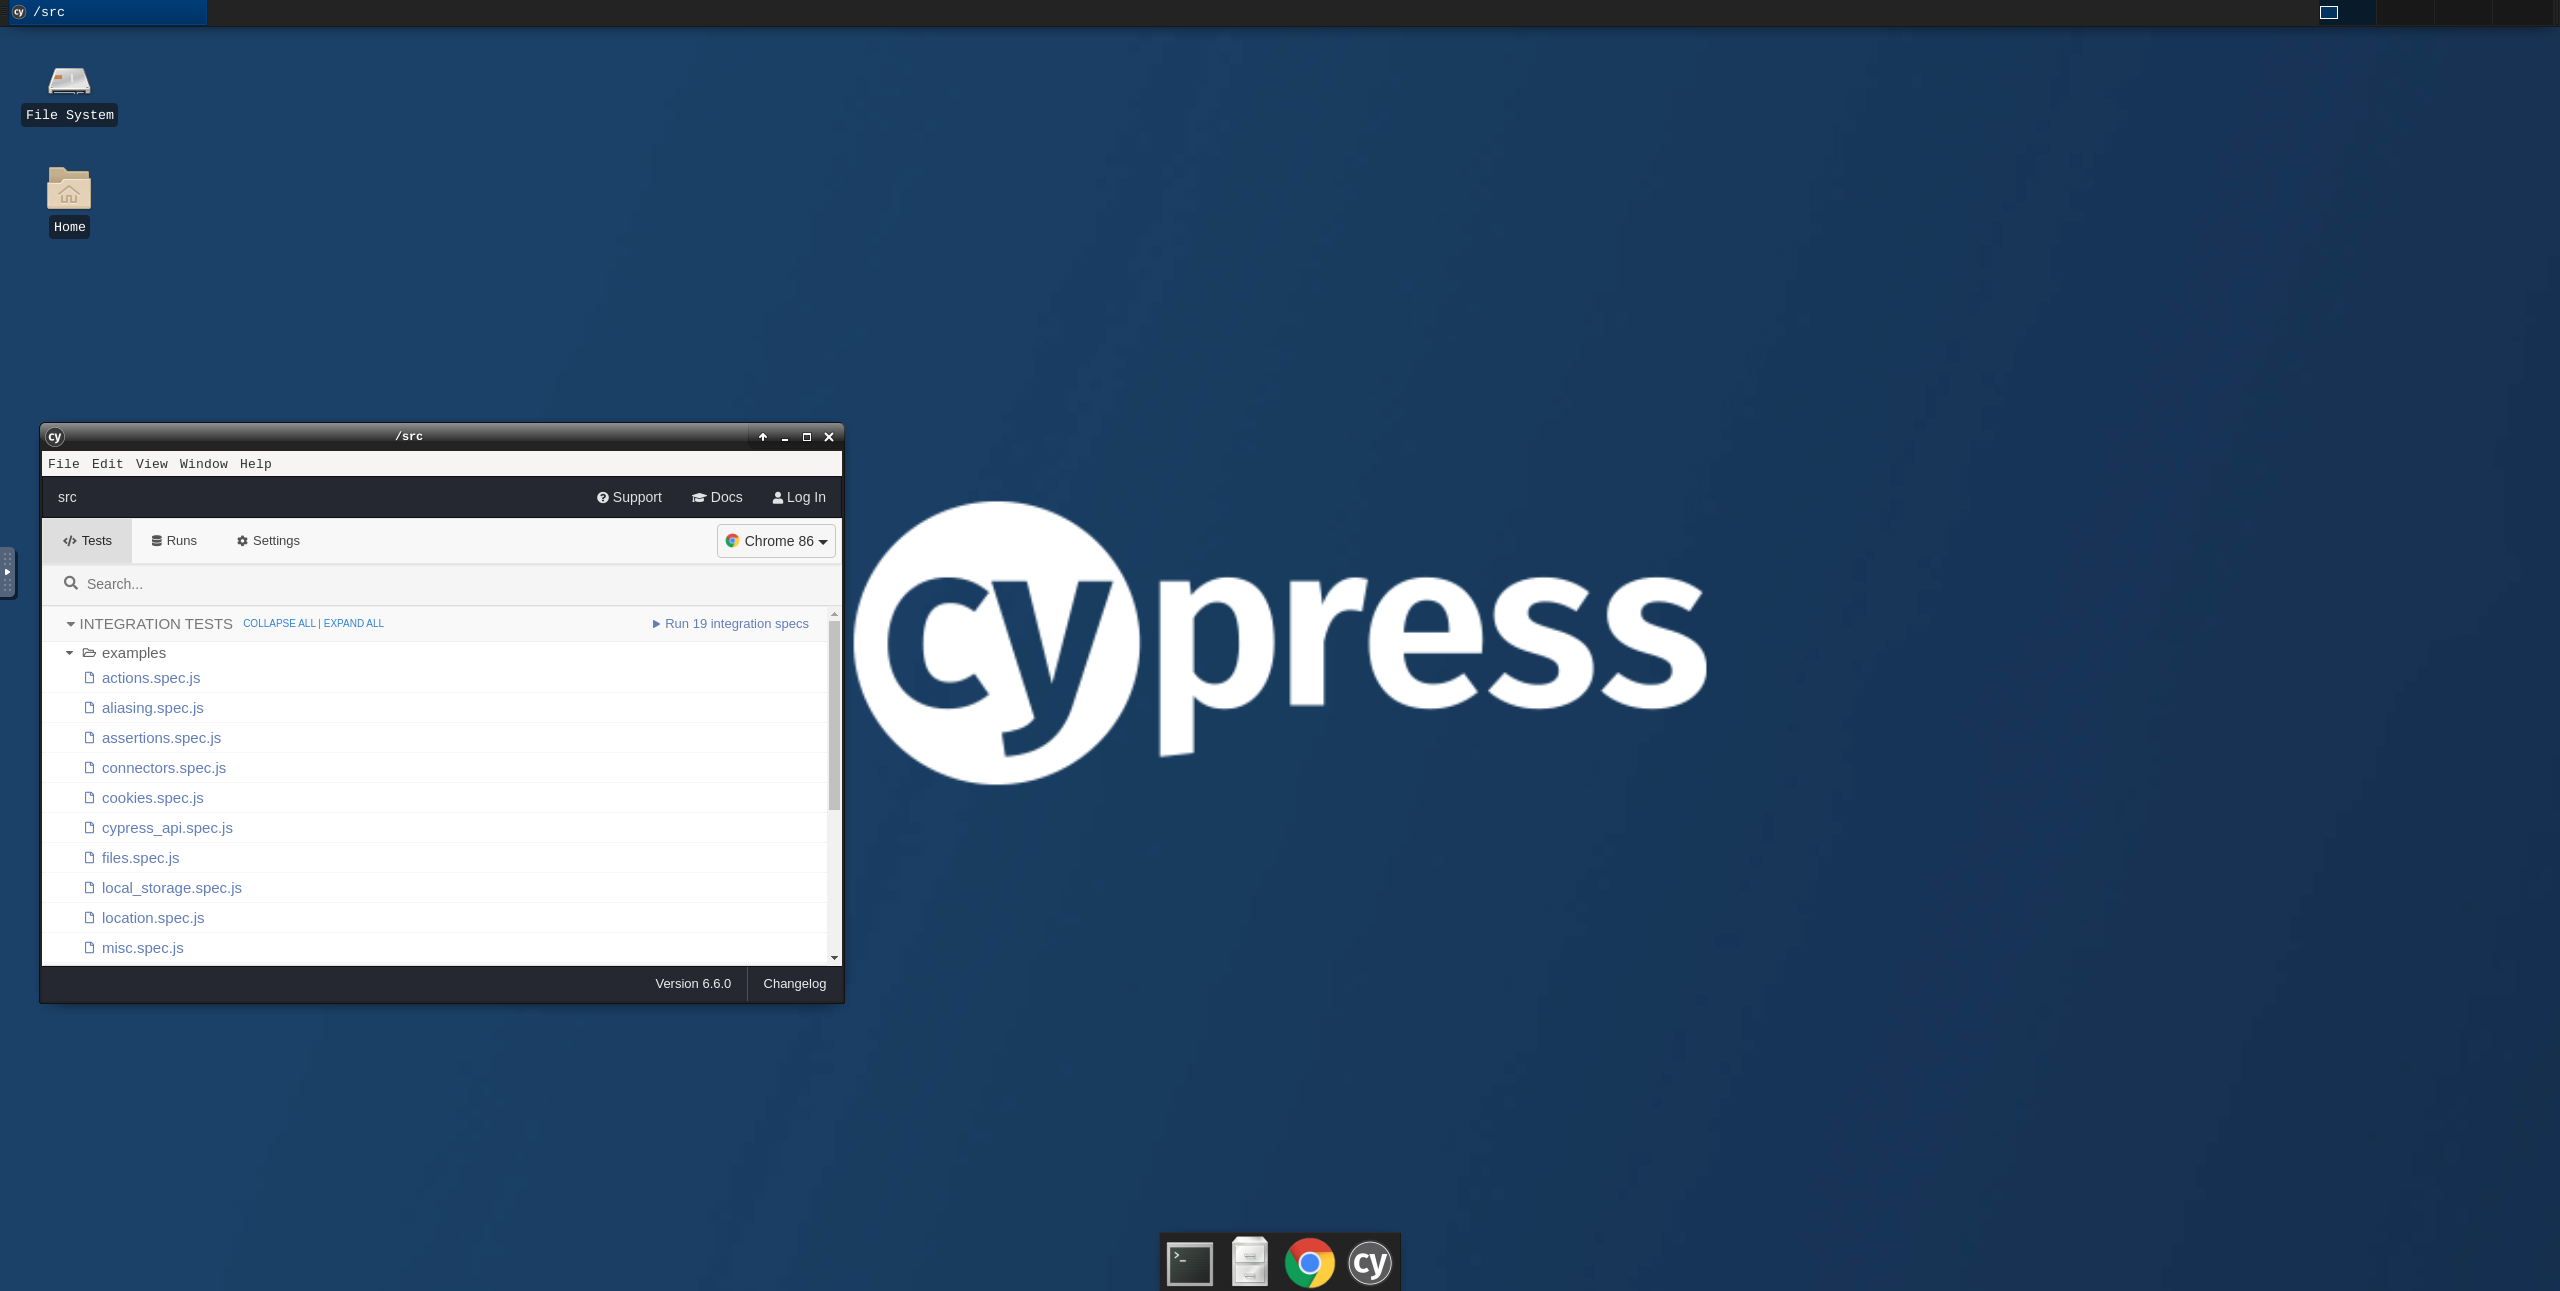 /src
File System
Home
/src
File Edit View Window Help
src Support Docs Log In
Tests Runs Settings Chrome 86
Search...
INTEGRATION TESTS COLLAPSE ALL | EXPAND ALL Run 19 integration specs
examples
actions.spec.js
aliasing.spec.js
assertions.spec.js
connectors.spec.js
cookies.spec.js
cypress_api.spec.js
files.spec.js
local_storage.spec.js
location.spec.js
misc.spec.js
Version 6.6.0 Changelog
cypress
cy